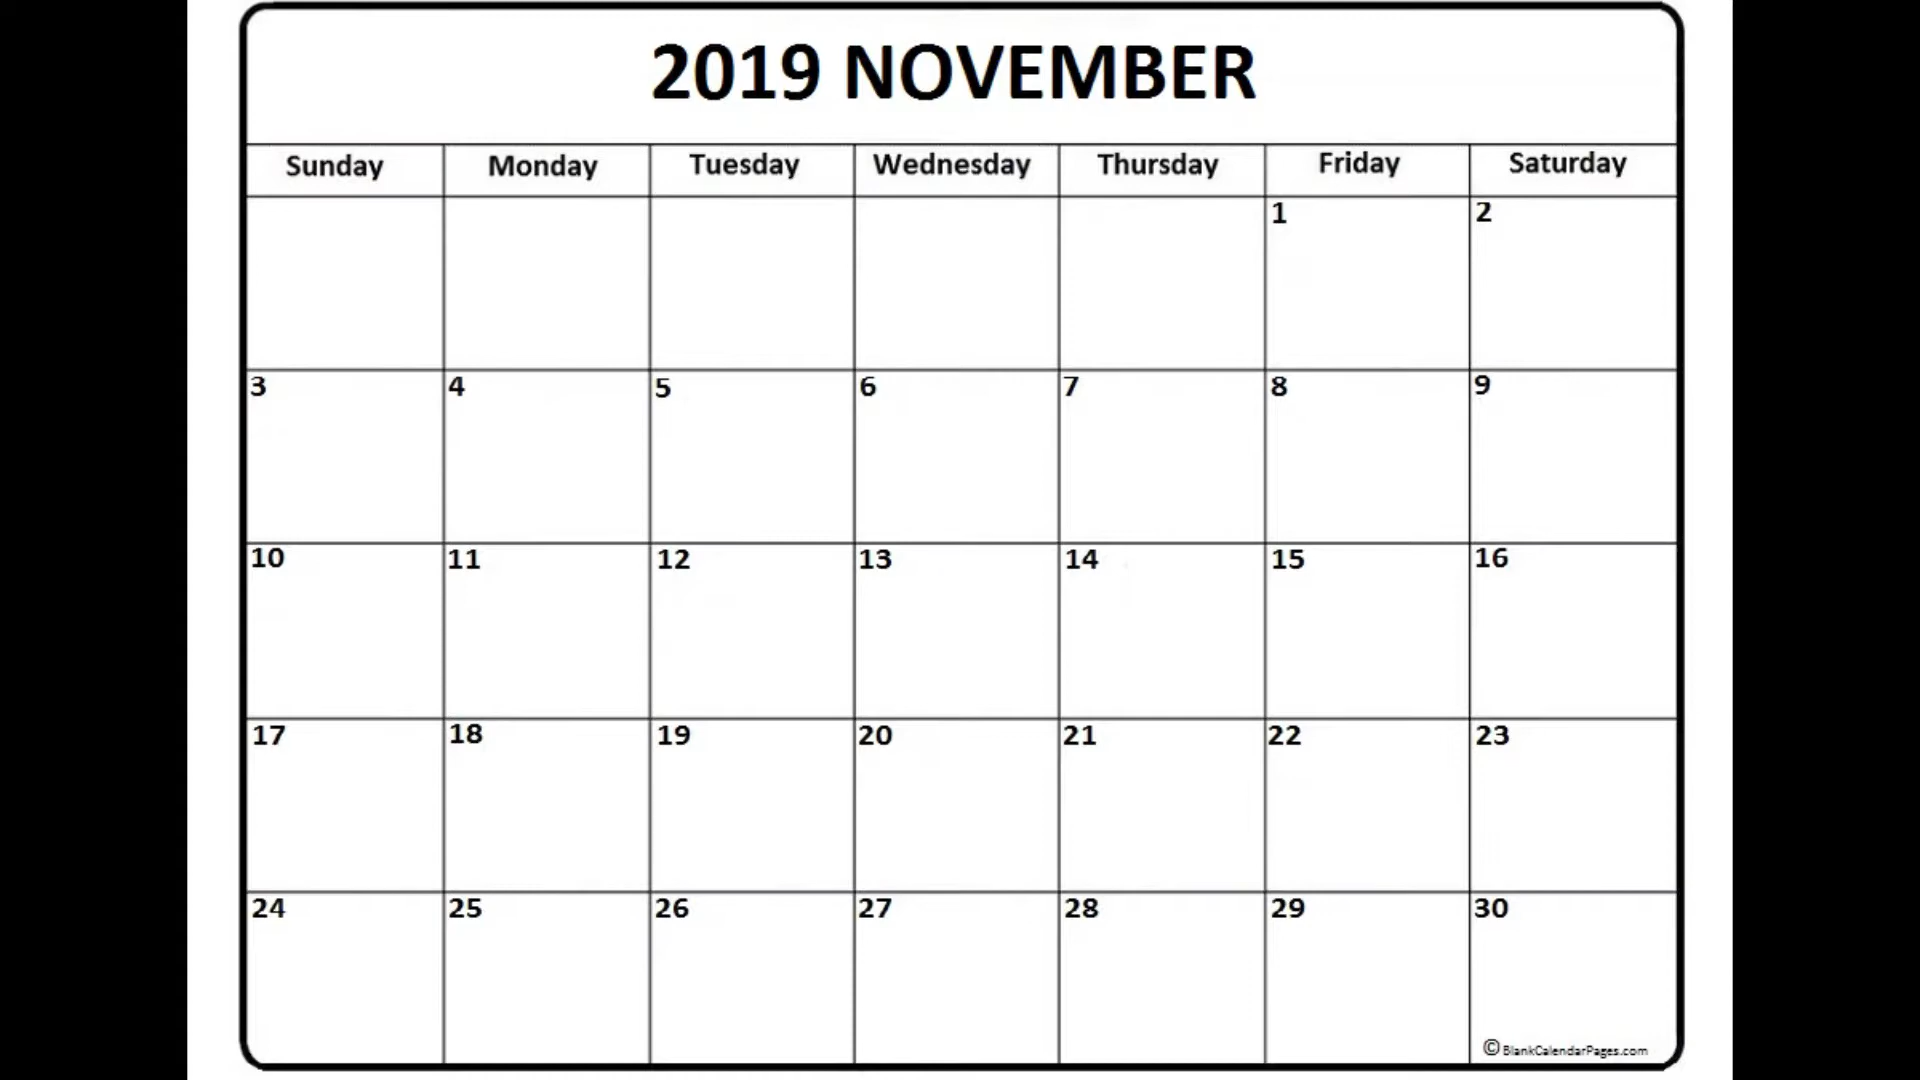 2019 NOVEMBER
Sunday Monday Tuesday Wednesday Thursday Friday Saturday
1 2
3 4 5 6 7 8 9
10 11 12 13 14 15 16
17 18 19 20 21 22 23
24 25 26 27 28 29 30
©BlankCalendarPages.com